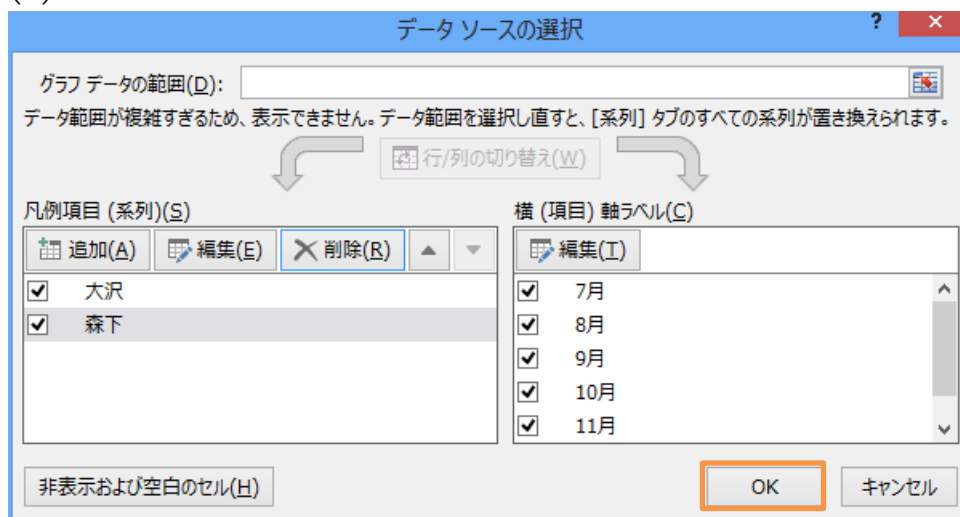 データ ソースの選択
?
×
グラフ データの範囲(D):
データ範囲が複雑すぎるため、表示できません。データ範囲を選択し直すと、[系列] タブのすべての系列が置き換えられます。
行/列の切り替え(W)
凡例項目 (系列)(S)
追加(A) 編集(E) 削除(R)
大沢
森下
横 (項目) 軸ラベル(C)
編集(T)
7月
8月
9月
10月
11月
非表示および空白のセル(H)
OK
キャンセル